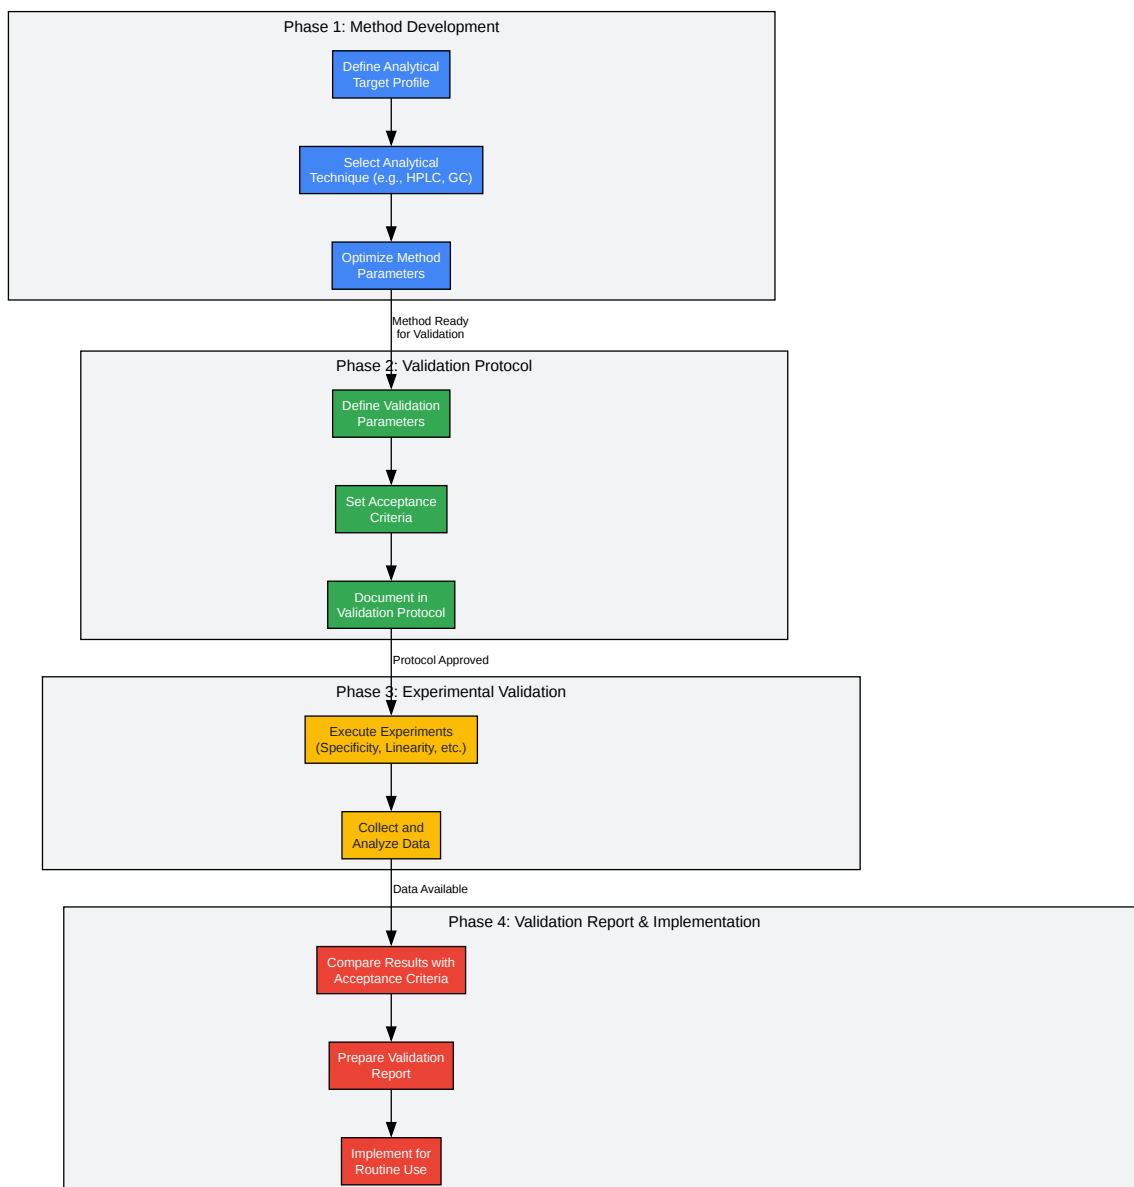 Phase 1: Method Development
Define Analytical
Target Profile
Select Analytical
Technique (e.g., HPLC, GC)
Optimize Method
Parameters
Method Ready
for Validation
Phase 2: Validation Protocol
Define Validation
Parameters
Set Acceptance
Criteria
Document in
Validation Protocol
Protocol Approved
Phase 3: Experimental Validation
Execute Experiments
(Specificity, Linearity, etc.)
Collect and
Analyze Data
Data Available
Phase 4: Validation Report & Implementation
Compare Results with
Acceptance Criteria
Prepare Validation
Report
Implement for
Routine Use